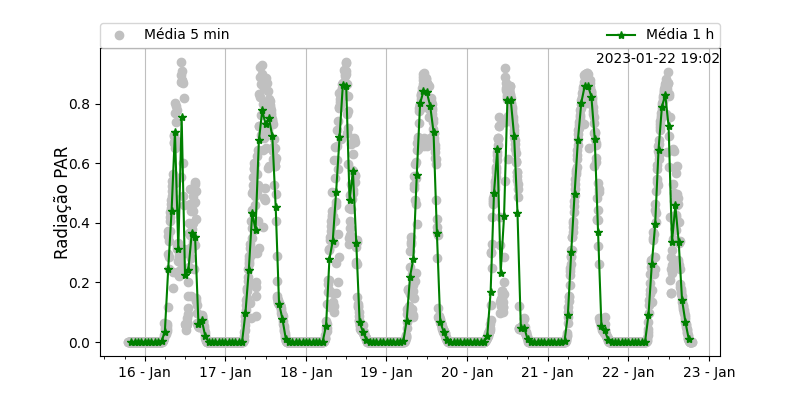 Média 5 min
Média 1 h
2023-01-22 19:02
Radiação PAR
0.8
0.6
0.4
0.2
0.0
16 - Jan
17 - Jan
18 - Jan
19 - Jan
20 - Jan
21 - Jan
22 - Jan
23 - Jan